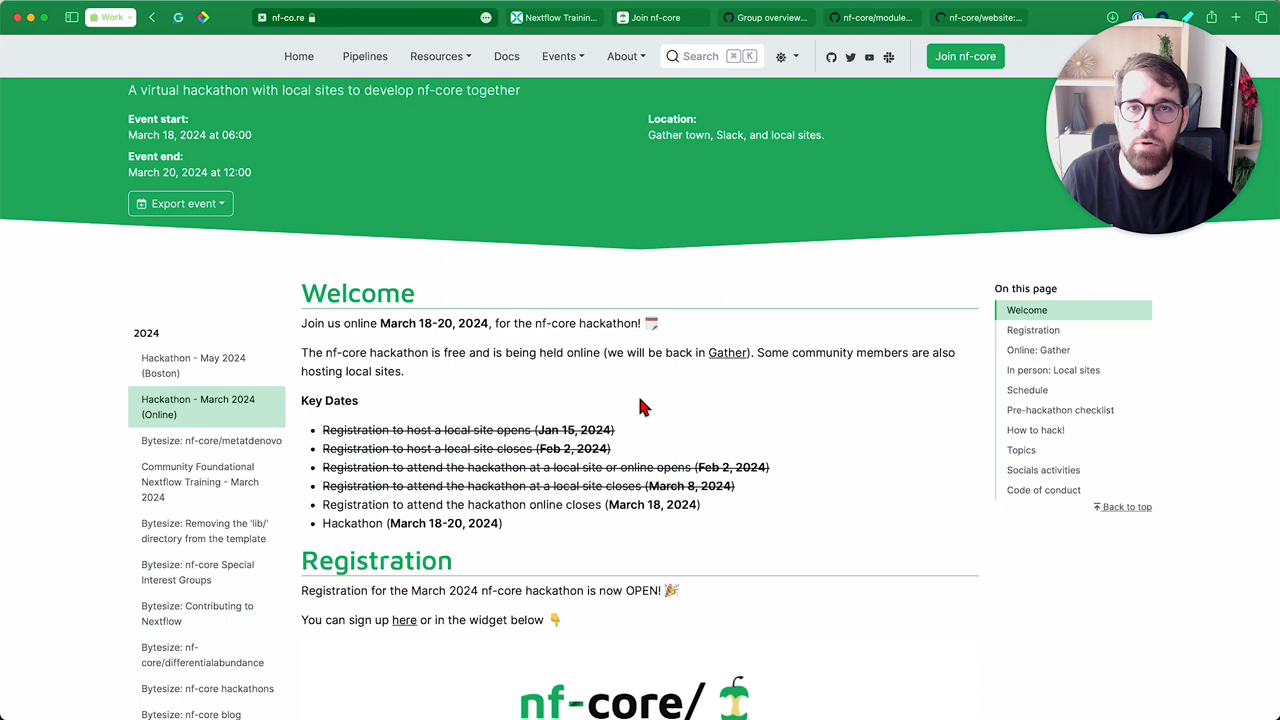 Work
nf-co.re
Nextflow Trainin...
Join nf-core
Group overview...
nf-core/module...
nf-core/website:...
Home
Pipelines
Resources
Docs
Events
About
Search
⌘ K
Join nf-core
A virtual hackathon with local sites to develop nf-core together
Event start:
March 18, 2024 at 06:00
Event end:
March 20, 2024 at 12:00
Location:
Gather town, Slack, and local sites.
Export event
2024
Hackathon - May 2024
(Boston)
Hackathon - March 2024
(Online)
Bytesize: nf-core/metatdenovo
Community Foundational
Nextflow Training - March
2024
Bytesize: Removing the 'lib/'
directory from the template
Bytesize: nf-core Special
Interest Groups
Bytesize: Contributing to
Nextflow
Bytesize: nf-
core/differentialabundance
Bytesize: nf-core hackathons
Bytesize: nf-core blog
Welcome
Join us online March 18-20, 2024, for the nf-core hackathon! 🗓️
The nf-core hackathon is free and is being held online (we will be back in Gather). Some community members are also
hosting local sites.
Key Dates
• Registration to host a local site opens (Jan 15, 2024)
• Registration to host a local site closes (Feb 2, 2024)
• Registration to attend the hackathon at a local site or online opens (Feb 2, 2024)
• Registration to attend the hackathon at a local site closes (March 8, 2024)
• Registration to attend the hackathon online closes (March 18, 2024)
• Hackathon (March 18-20, 2024)
Registration
Registration for the March 2024 nf-core hackathon is now OPEN! 🎉
You can sign up here or in the widget below 👇
nf-core/
On this page
Welcome
Registration
Online: Gather
In person: Local sites
Schedule
Pre-hackathon checklist
How to hack!
Topics
Socials activities
Code of conduct
Back to top